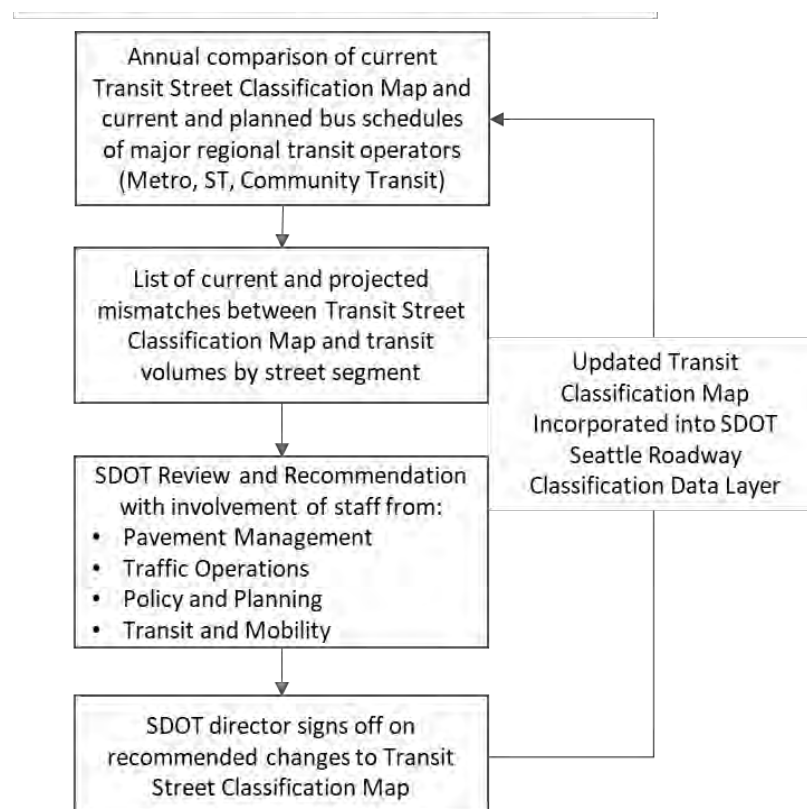 Annual comparison of current
Transit Street Classification Map and
current and planned bus schedules
of major regional transit operators
(Metro, ST, Community Transit)
List of current and projected
mismatches between Transit Street
Classification Map and transit
volumes by street segment
Updated Transit
Classification Map
Incorporated into SDOT
Seattle Roadway
Classification Data Layer
SDOT Review and Recommendation
with involvement of staff from:
• Pavement Management
• Traffic Operations
• Policy and Planning
• Transit and Mobility
SDOT director signs off on
recommended changes to Transit
Street Classification Map